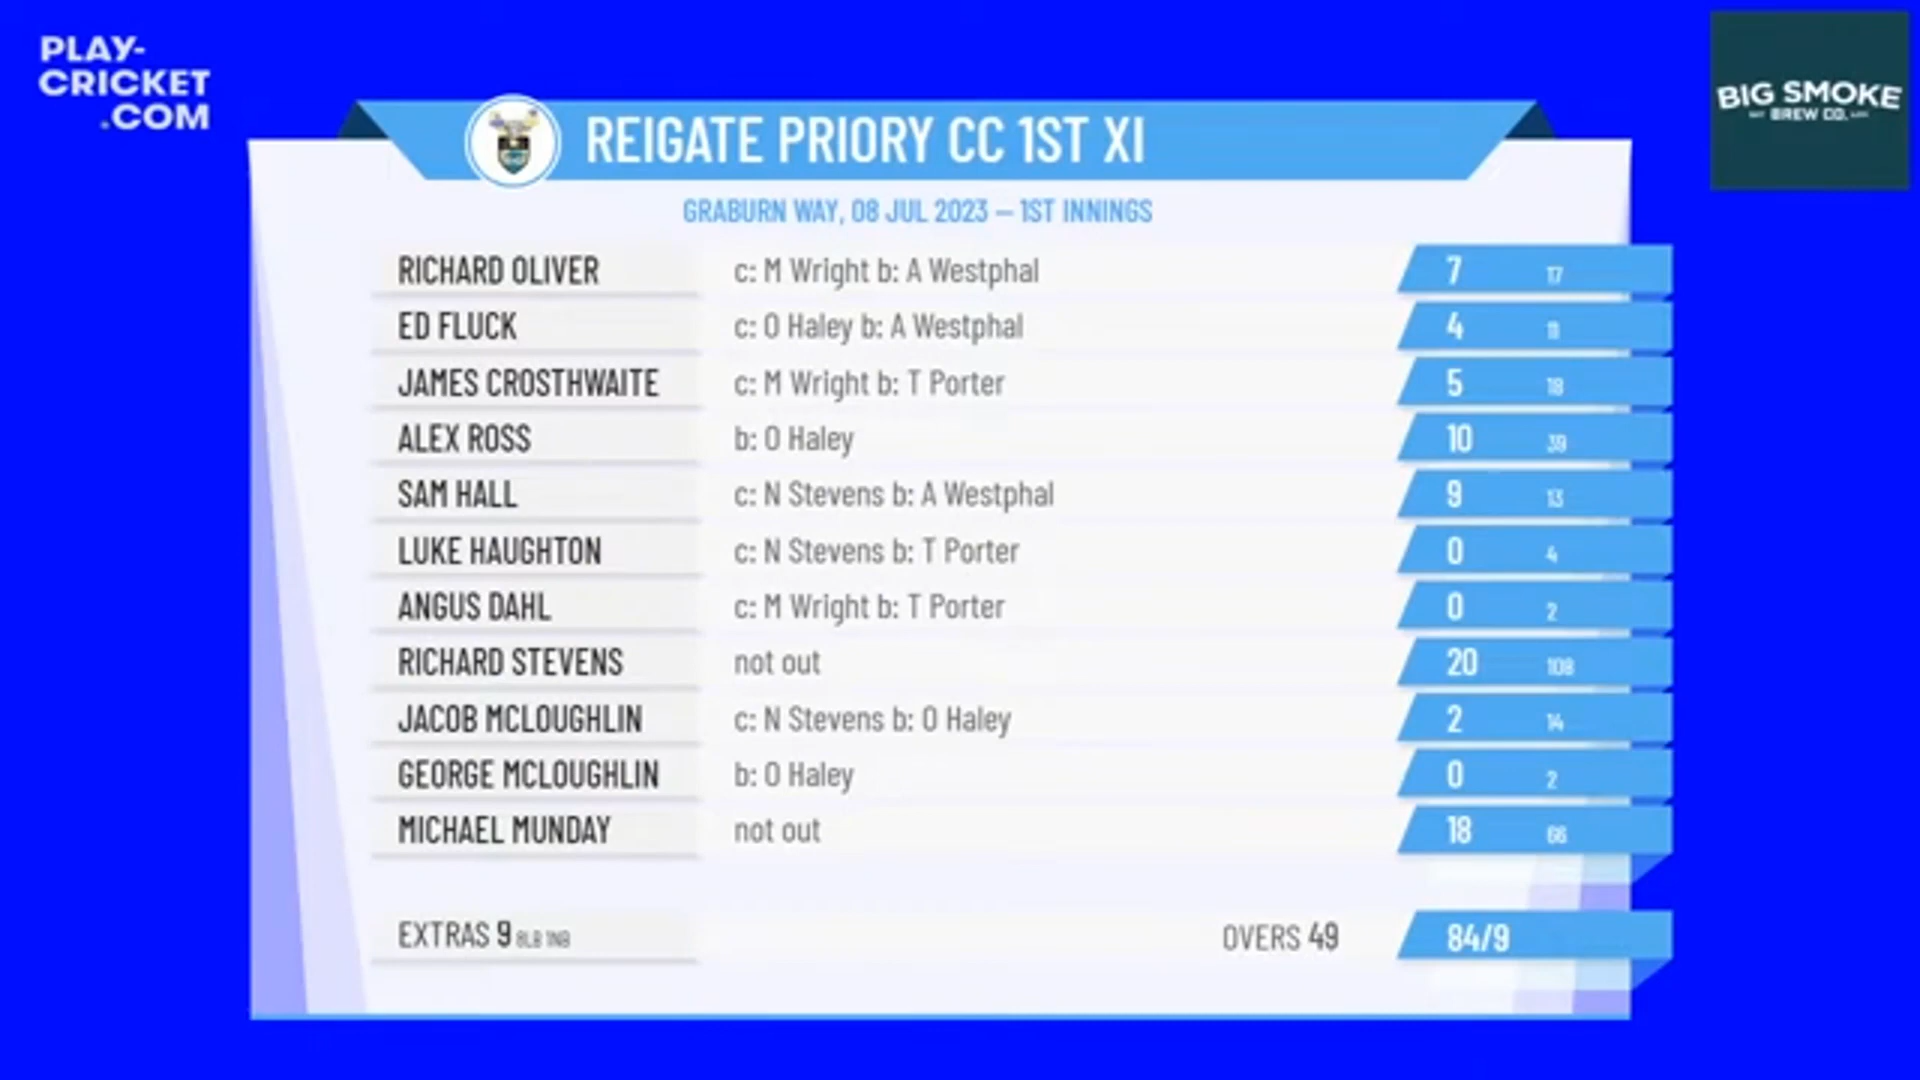 PLAY-
CRICKET
.COM
BIG SMOKE
BREW CO.
REIGATE PRIORY CC 1ST XI
GRABURN WAY, 08 JUL 2023 – 1ST INNINGS
RICHARD OLIVER c: M Wright b: A Westphal 7 17
ED FLUCK c: O Haley b: A Westphal 4 11
JAMES CROSTHWAITE c: M Wright b: T Porter 5 18
ALEX ROSS b: O Haley 10 39
SAM HALL c: N Stevens b: A Westphal 9 13
LUKE HAUGHTON c: N Stevens b: T Porter 0 4
ANGUS DAHL c: M Wright b: T Porter 0 2
RICHARD STEVENS not out 20 108
JACOB MCLOUGHLIN c: N Stevens b: O Haley 2 14
GEORGE MCLOUGHLIN b: O Haley 0 2
MICHAEL MUNDAY not out 18 66
EXTRAS 9 8LB 1NB OVERS 49 84/9